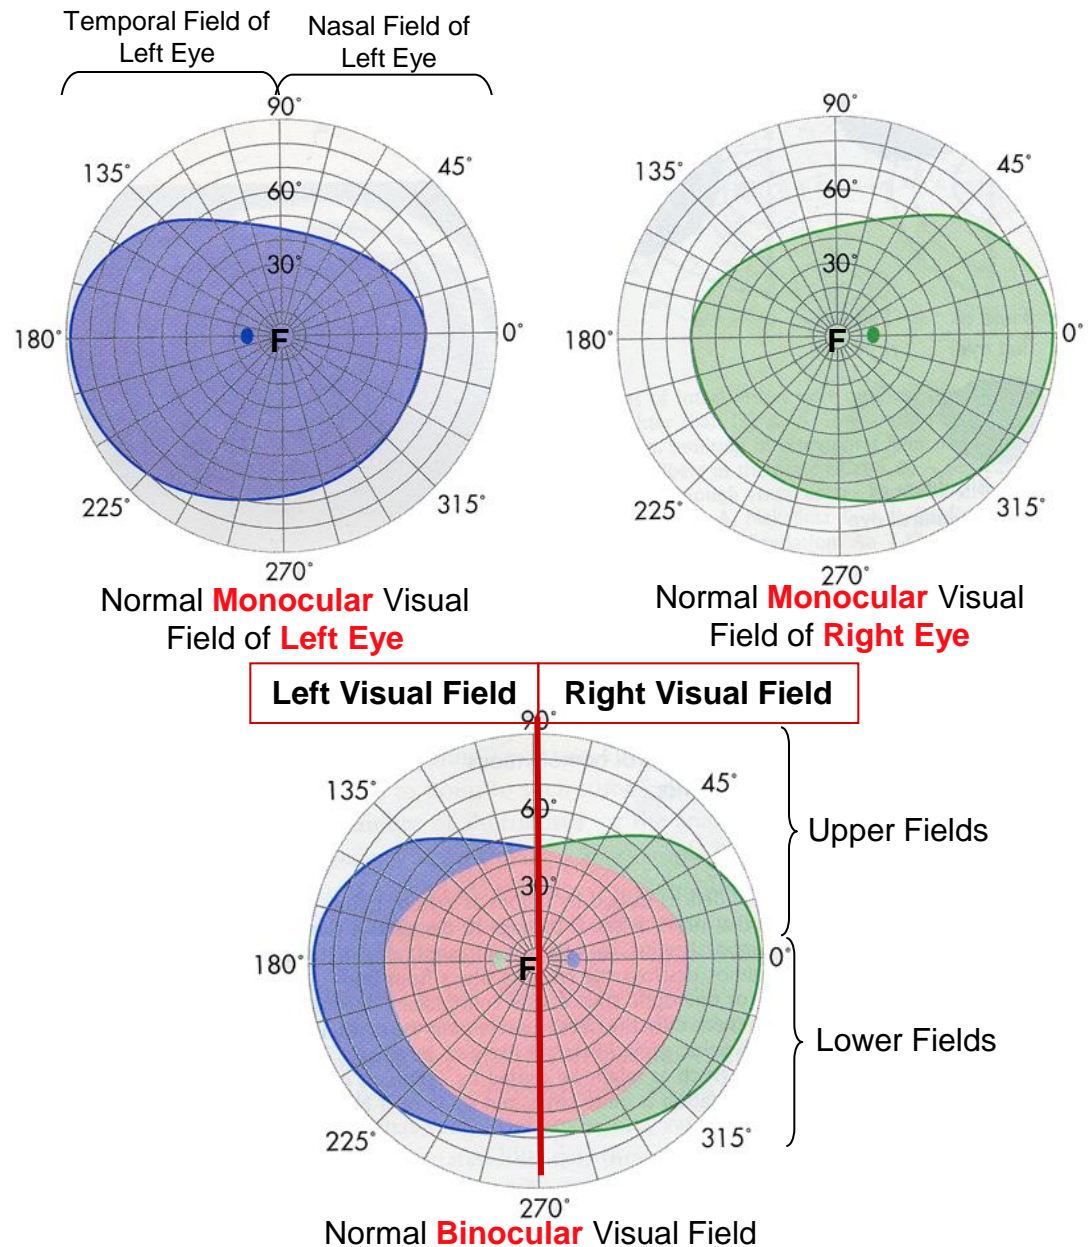 Temporal Field of
Left Eye
Nasal Field of
Left Eye
90°
135°
45°
60°
30°
F
180°
0°
225°
315°
270°
Normal Monocular Visual
Field of Left Eye
90°
135°
45°
60°
30°
F
180°
0°
225°
315°
270°
Normal Monocular Visual
Field of Right Eye
Left Visual Field
Right Visual Field
90°
135°
45°
60°
Upper Fields
30°
F
180°
0°
Lower Fields
225°
315°
270°
Normal Binocular Visual Field